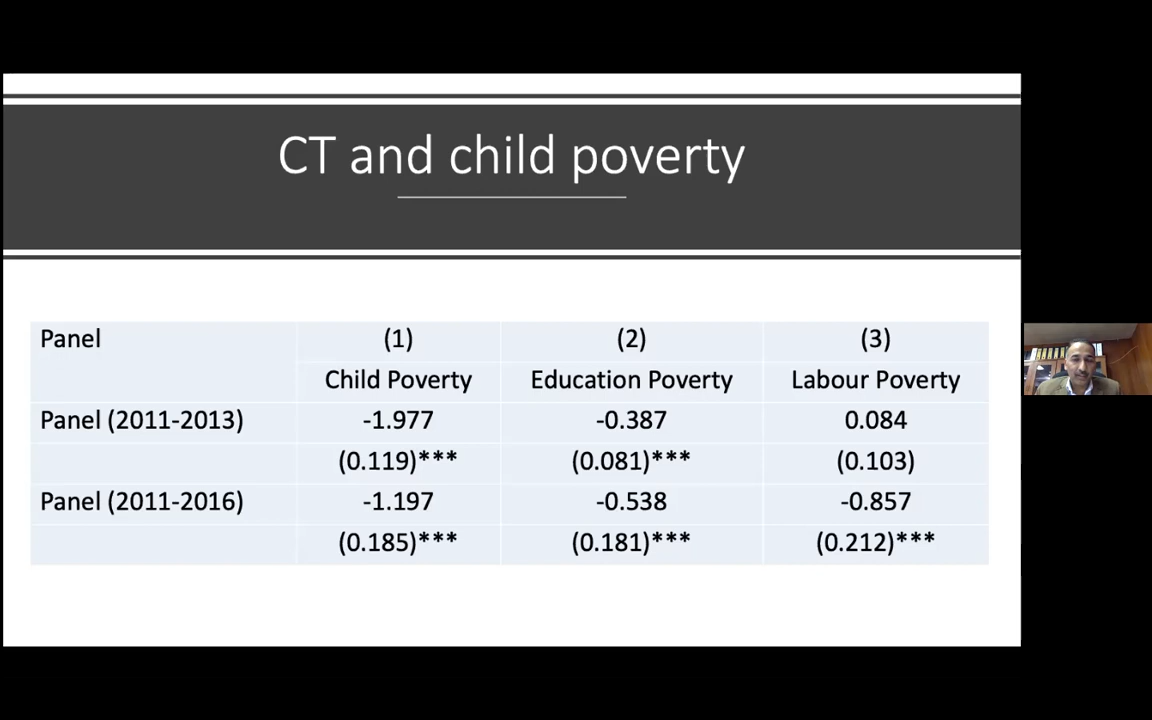 CT and child poverty
Panel (1) (2) (3)
Child Poverty Education Poverty Labour Poverty
Panel (2011-2013) -1.977 -0.387 0.084
(0.119)*** (0.081)*** (0.103)
Panel (2011-2016) -1.197 -0.538 -0.857
(0.185)*** (0.181)*** (0.212)***